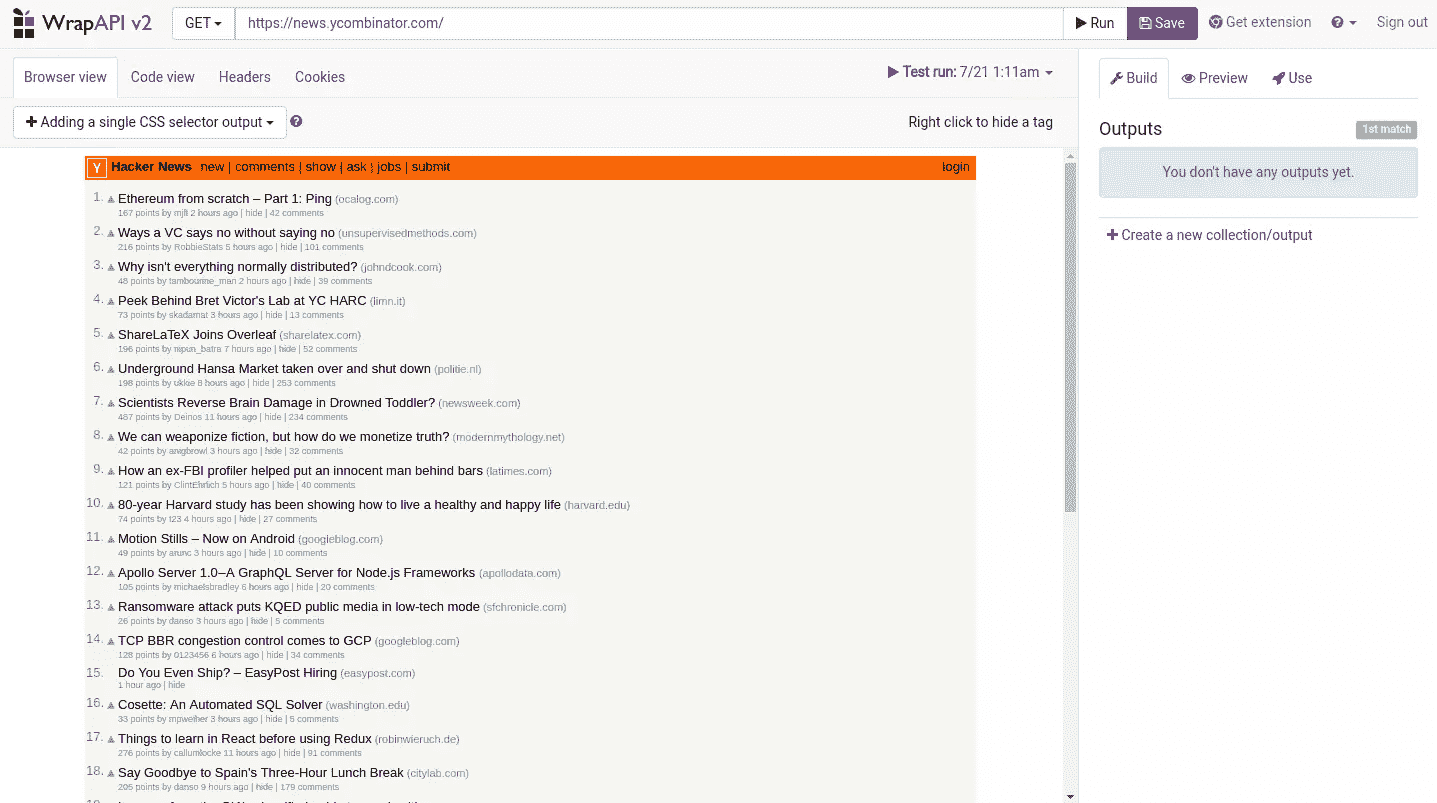 WrapAPI v2
GET
https://news.ycombinator.com/
Run
Save
Get extension
Sign out
Browser view
Code view
Headers
Cookies
Test run: 7/21 1:11am
Build
Preview
Use
+ Adding a single CSS selector output
Right click to hide a tag
Outputs
1st match
You don't have any outputs yet.
+ Create a new collection/output
Y Hacker News new | comments | show | ask | jobs | submit login
1. Ethereum from scratch – Part 1: Ping (ocalog.com)
167 points by mjfl 2 hours ago | hide | 42 comments
2. Ways a VC says no without saying no (unsupervisedmethods.com)
216 points by RobbieStats 5 hours ago | hide | 101 comments
3. Why isn't everything normally distributed? (johndcook.com)
48 points by tambourine_man 2 hours ago | hide | 39 comments
4. Peek Behind Bret Victor's Lab at YC HARC (limn.it)
73 points by skadamat 3 hours ago | hide | 13 comments
5. ShareLaTeX Joins Overleaf (sharelatex.com)
196 points by nipun_batra 7 hours ago | hide | 52 comments
6. Underground Hansa Market taken over and shut down (politie.nl)
198 points by ukkie 8 hours ago | hide | 253 comments
7. Scientists Reverse Brain Damage in Drowned Toddler? (newsweek.com)
487 points by Deinos 11 hours ago | hide | 234 comments
8. We can weaponize fiction, but how do we monetize truth? (modernmythology.net)
42 points by angbrowl 3 hours ago | hide | 32 comments
9. How an ex-FBI profiler helped put an innocent man behind bars (latimes.com)
121 points by ClintEhrlich 5 hours ago | hide | 40 comments
10. 80-year Harvard study has been showing how to live a healthy and happy life (harvard.edu)
74 points by t23 4 hours ago | hide | 27 comments
11. Motion Stills – Now on Android (googleblog.com)
49 points by arunc 3 hours ago | hide | 10 comments
12. Apollo Server 1.0–A GraphQL Server for Node.js Frameworks (apollodata.com)
105 points by michaelsbradley 6 hours ago | hide | 20 comments
13. Ransomware attack puts KQED public media in low-tech mode (sfchronicle.com)
26 points by danso 3 hours ago | hide | 5 comments
14. TCP BBR congestion control comes to GCP (googleblog.com)
128 points by 0123456 6 hours ago | hide | 34 comments
15. Do You Even Ship? – EasyPost Hiring (easypost.com)
1 hour ago | hide
16. Cosette: An Automated SQL Solver (washington.edu)
33 points by mpweiher 3 hours ago | hide | 5 comments
17. Things to learn in React before using Redux (robinwieruch.de)
276 points by callumlocke 11 hours ago | hide | 91 comments
18. Say Goodbye to Spain's Three-Hour Lunch Break (citylab.com)
205 points by danso 9 hours ago | hide | 179 comments